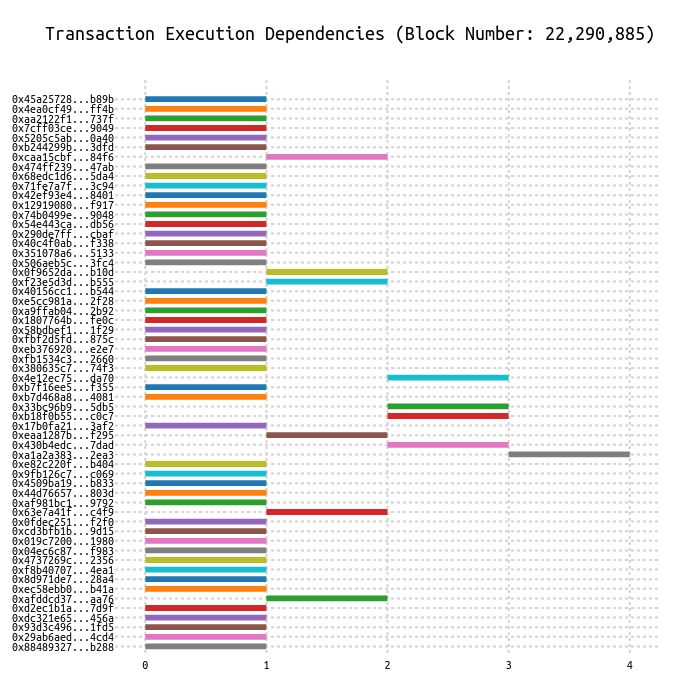 Transaction Execution Dependencies (Block Number: 22,290,885)
0x45a25728...b89b
0x4ea0cf49...ff4b
0xaa2122f1...737f
0x7cff03ce...9049
0x5205c5ab...0a40
0xb244299b...3dfd
0xcaa15cbf...84f6
0x474ff239...47ab
0x68edc1d6...5da4
0x71fe7a7f...3c94
0x42ef93e4...8401
0x12919080...f917
0x74b0499e...9048
0x54e443ca...db56
0x290de7ff...cbaf
0x40c4f0ab...f338
0x351078a6...5133
0x506aeb5c...3fc4
0x0f9652da...b10d
0xf23e5d3d...b555
0x40156cc1...b544
0xe5cc981a...2f28
0xa9ffab04...2b92
0x1807764b...fe0c
0x58bdbef1...1f29
0xfbf2d5fd...875c
0xeb376920...e2e7
0xfb1534c3...2660
0x380635c7...74f3
0x4e12ec75...da70
0xb7f16ee5...f355
0xb7d468a8...4081
0x33bc96b9...5db5
0xb18f0b55...c0c7
0x17b0fa21...3af2
0xeaa1287b...f295
0x430b4edc...7dad
0xa1a2a383...2ea3
0xe82c220f...b404
0x9fb126c7...c069
0x4509ba19...b833
0x44d76657...803d
0xaf981bc1...9792
0x63e7a41f...c4f9
0x0fdec251...f2f0
0xcd3bfb1b...9d15
0x019c7200...1980
0x04ec6c87...f983
0x4737269c...2356
0xf8b40707...4ea1
0x8d971de7...28a4
0xec58ebb0...b41a
0xafddcd37...aa76
0xd2ec1b1a...7d9f
0xdc321e65...456a
0x93d3c496...1fd5
0x29ab6aed...4cd4
0x88489327...b288
0 1 2 3 4